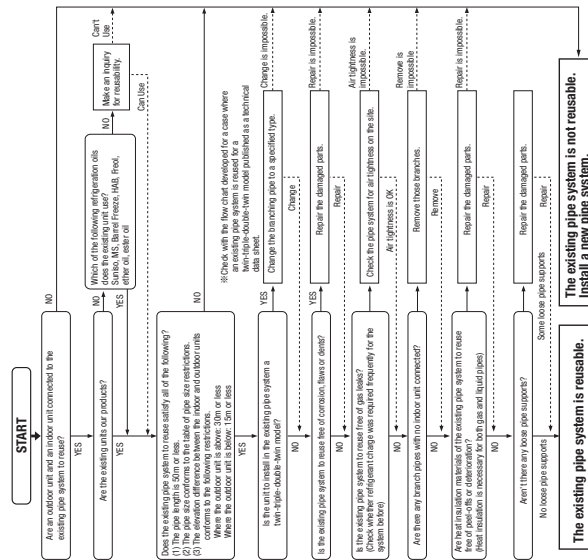 START
Are an outdoor unit and an indoor unit connected to the
existing pipe system to reuse?
NO
YES
Are the existing units our products?
NO
YES
Which of the following refrigeration oils
does the existing unit use?
Suniso, MS, Barrel Freeze, HAB, Freol,
ether oil, ester oil
NO
YES
Make an inquiry
for reusability.
Can't
Use
Can Use
Does the existing pipe system to reuse satisfy all of the following?
(1) The pipe length is 50m or less.
(2) The pipe size conforms to the table of pipe size restrictions.
(3) The elevation difference between the indoor and outdoor units
conforms to the following restrictions.
Where the outdoor unit is above: 30m or less
Where the outdoor unit is below: 15m or less
NO
YES
※Check with the flow chart developed for a case where
an existing pipe system is reused for a
twin-triple-double-twin model published as a technical
data sheet.
Is the unit to install in the existing pipe system a
twin-triple-double-twin model?
YES
NO
Change the branching pipe to a specified type.
Change is impossible.
Change
Is the existing pipe system to reuse free of corrosion, flaws or dents?
YES
NO
Repair the damaged parts.
Repair is impossible.
Repair
Is the existing pipe system to reuse free of gas leaks?
(Check whether refrigerant charge was required frequently for the
system before)
NO
Check the pipe system for air tightness on the site.
Air tightness is
impossible.
Air tightness is OK
Are there any branch pipes with no indoor unit connected?
NO
Remove those branches.
Remove is
impossible
Remove
Are heat insulation materials of the existing pipe system to reuse
free of peel-offs or deterioration?
(Heat insulation is necessary for both gas and liquid pipes)
NO
Repair the damaged parts.
Repair is impossible.
Repair
Aren't there any loose pipe supports?
No loose pipe supports
Some loose pipe supports
Repair the damaged parts.
Repair
The existing pipe system is reusable.
The existing pipe system is not reusable.
Install a new pipe system.